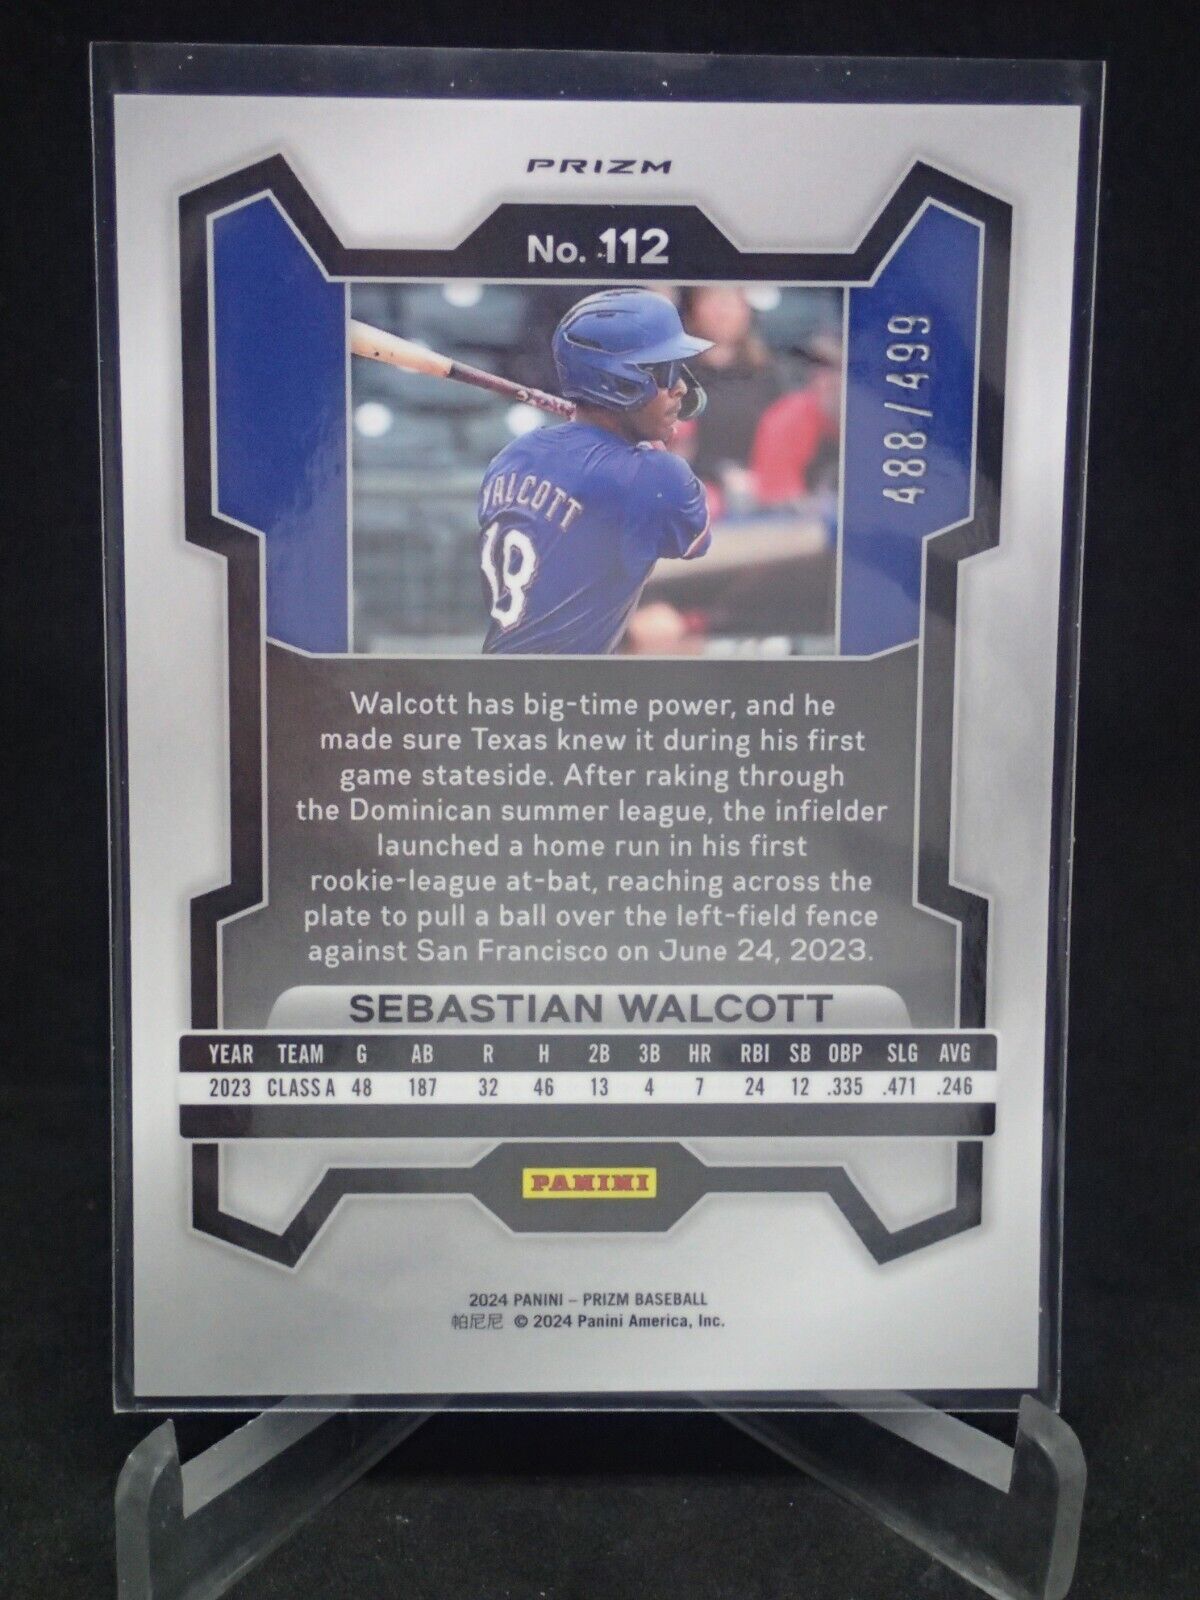 PRIZM
No. 112
488/499
WALCOTT
18
Walcott has big-time power, and he
made sure Texas knew it during his first
game stateside. After raking through
the Dominican summer league, the infielder
launched a home run in his first
rookie-league at-bat, reaching across the
plate to pull a ball over the left-field fence
against San Francisco on June 24, 2023.
SEBASTIAN WALCOTT
YEAR TEAM G AB R H 2B 3B HR RBI SB OBP SLG AVG
2023 CLASS A 48 187 32 46 13 4 7 24 12 .335 .471 .246
PANINI
2024 PANINI – PRIZM BASEBALL
帕尼尼 © 2024 Panini America, Inc.